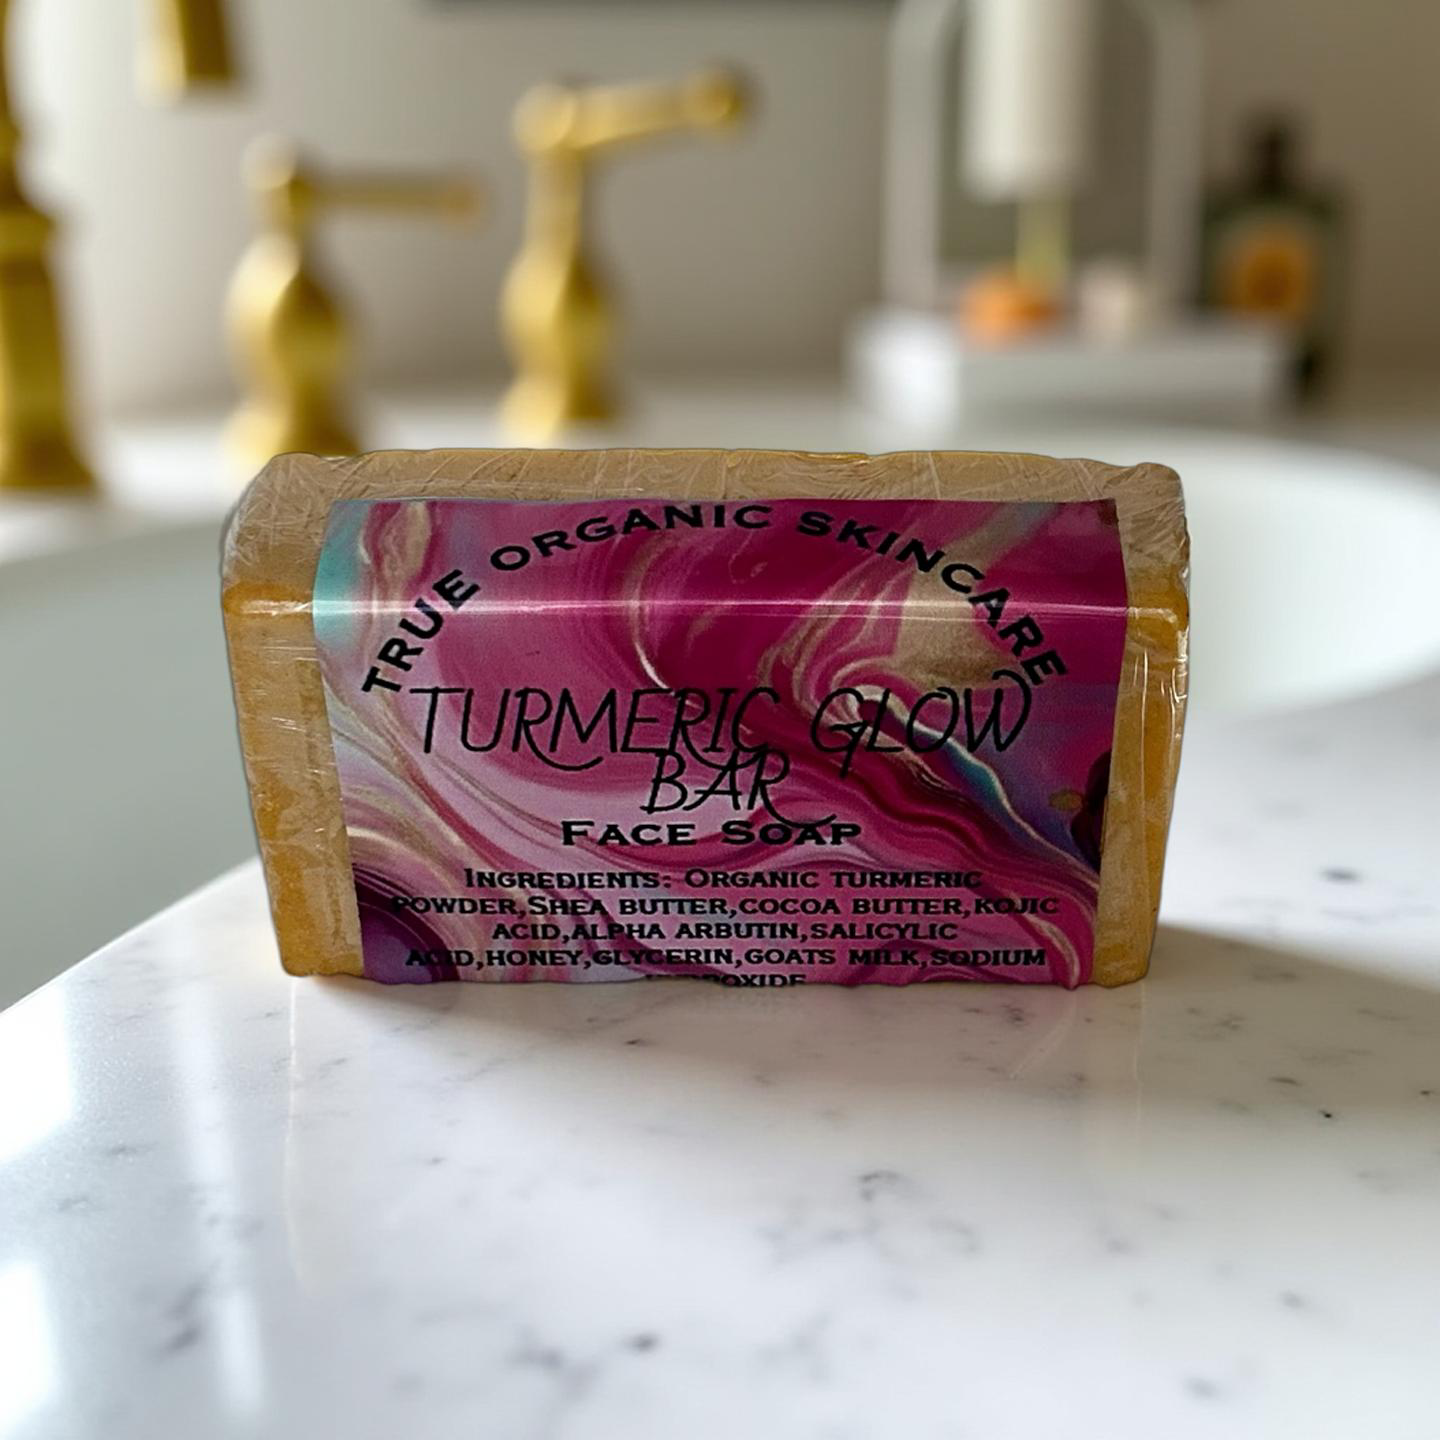 TRUE ORGANIC SKINCARE
TURMERIC GLOW
BAR
FACE SOAP
INGREDIENTS: ORGANIC TURMERIC
POWDER,SHEA BUTTER,COCOA BUTTER,KOJIC
ACID,ALPHA ARBUTIN,SALICYLIC
ACID,HONEY,GLYCERIN,GOATS MILK,SODIUM